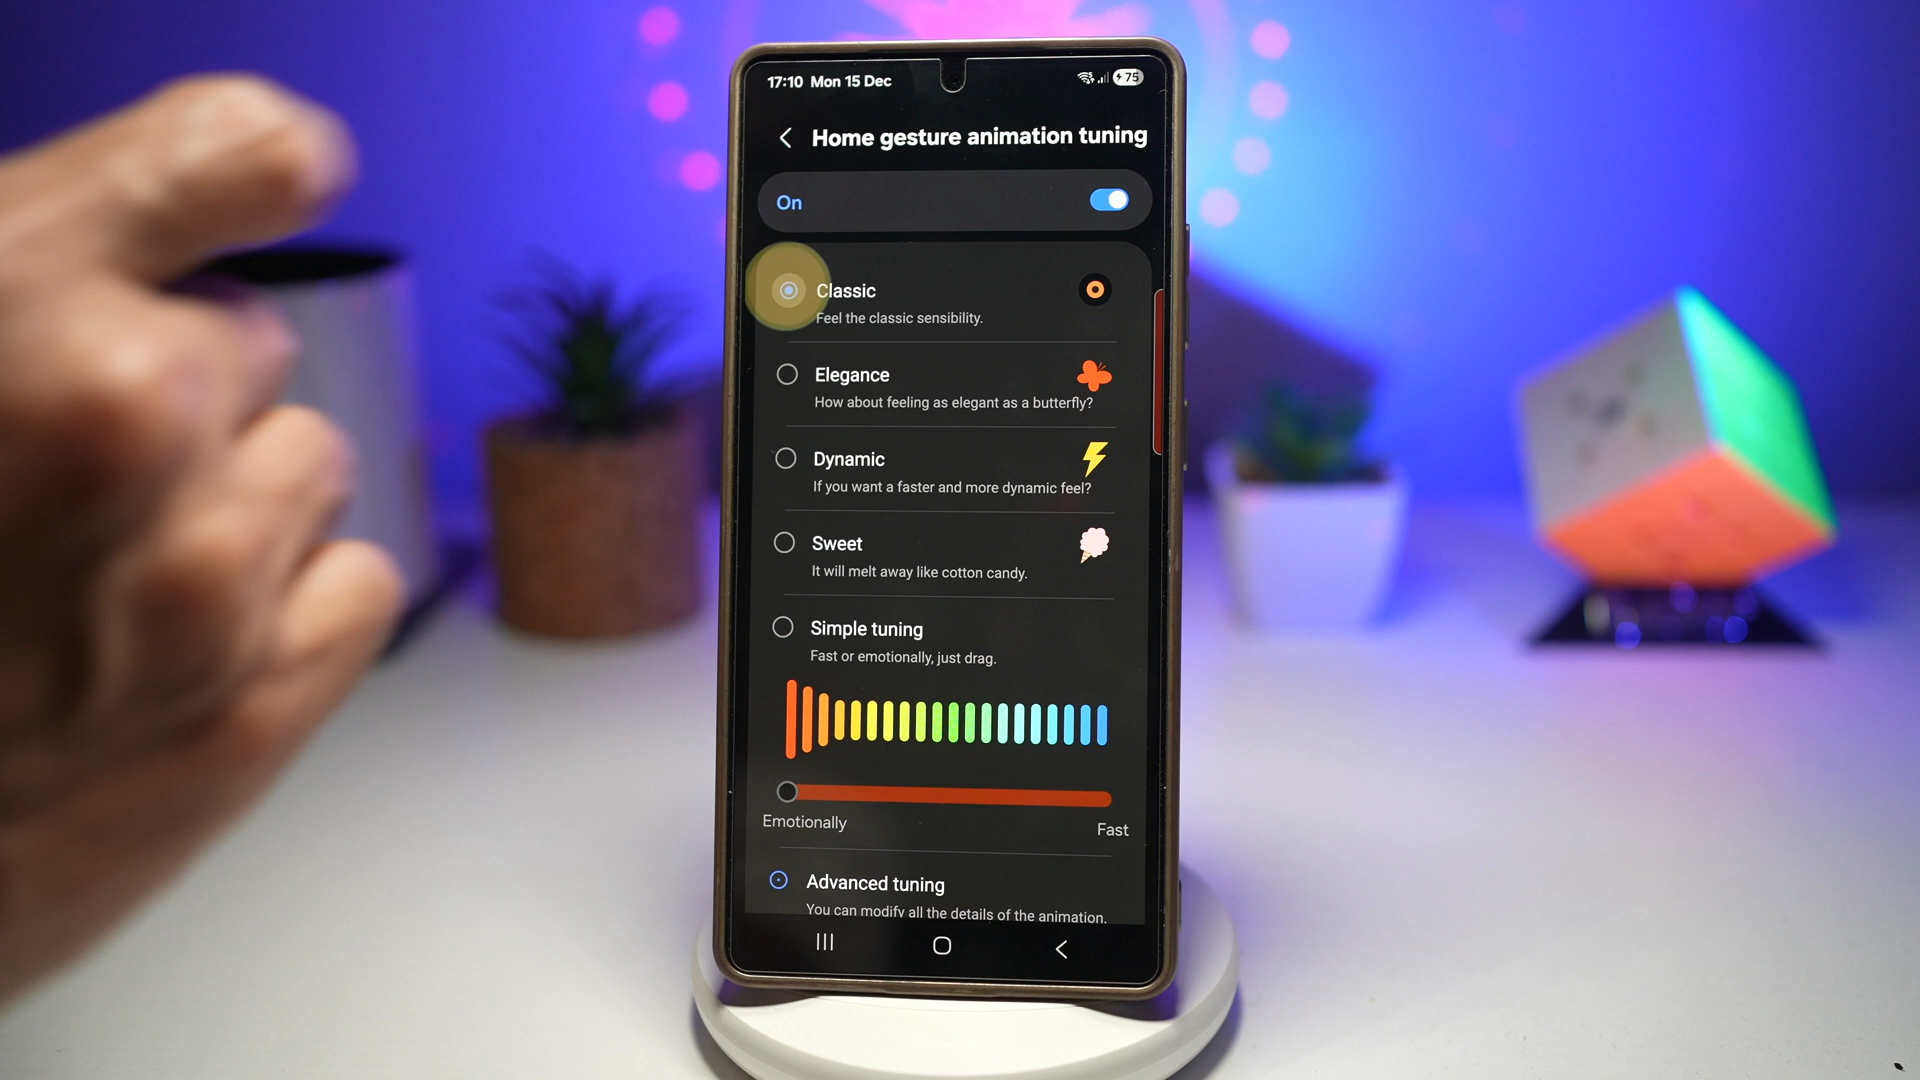 17:10 Mon 15 Dec
75
Home gesture animation tuning
On
Classic
Feel the classic sensibility.
Elegance
How about feeling as elegant as a butterfly?
Dynamic
If you want a faster and more dynamic feel?
Sweet
It will melt away like cotton candy.
Simple tuning
Fast or emotionally, just drag.
Emotionally
Fast
Advanced tuning
You can modify all the details of the animation.